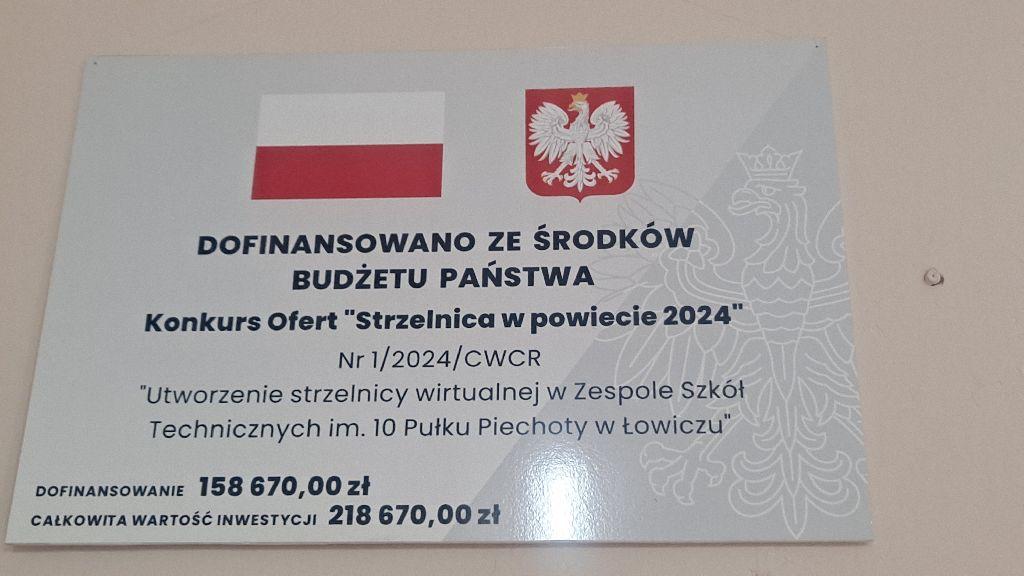 DOFINANSOWANO ZE ŚRODKÓW
BUDŻETU PAŃSTWA
Konkurs Ofert "Strzelnica w powiecie 2024"
Nr 1/2024/CWCR
"Utworzenie strzelnicy wirtualnej w Zespole Szkół
Technicznych im. 10 Pułku Piechoty w Łowiczu"
DOFINANSOWANIE 158 670,00 zł
CAŁKOWITA WARTOŚĆ INWESTYCJI 218 670,00 zł